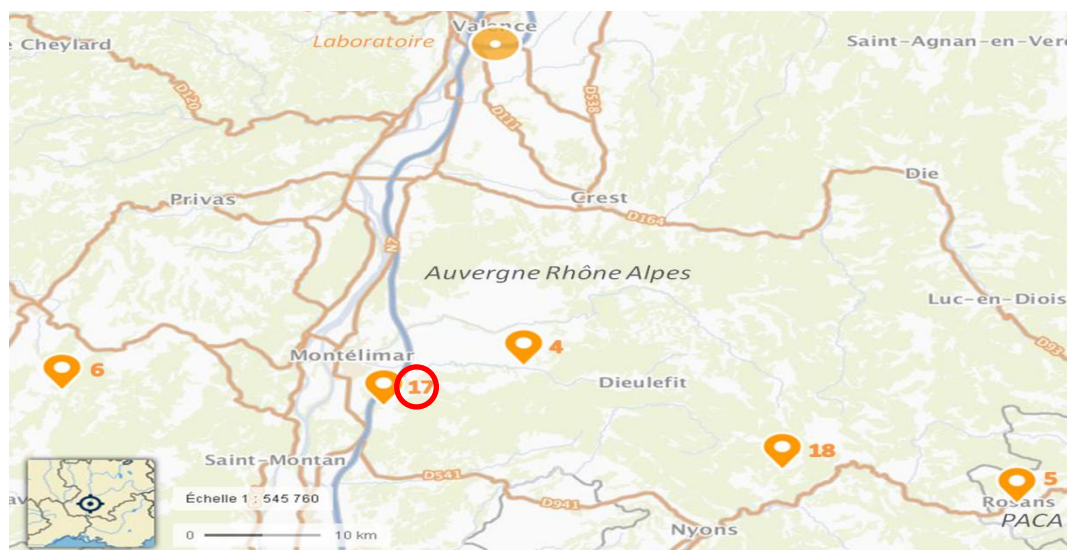 Valence
e Cheylard
Laboratoire
Saint-Agnan-en-Ver
D120
D111
D538
Die
Privas
Crest
D164
N7
Auvergne Rhône Alpes
Luc-en-Diois
D93
Montélimar
4
6
17
Dieulefit
18
Saint-Montan
D541
5
Échelle 1 : 545 760
D941
Rosans
PACA
Nyons
0 10 km